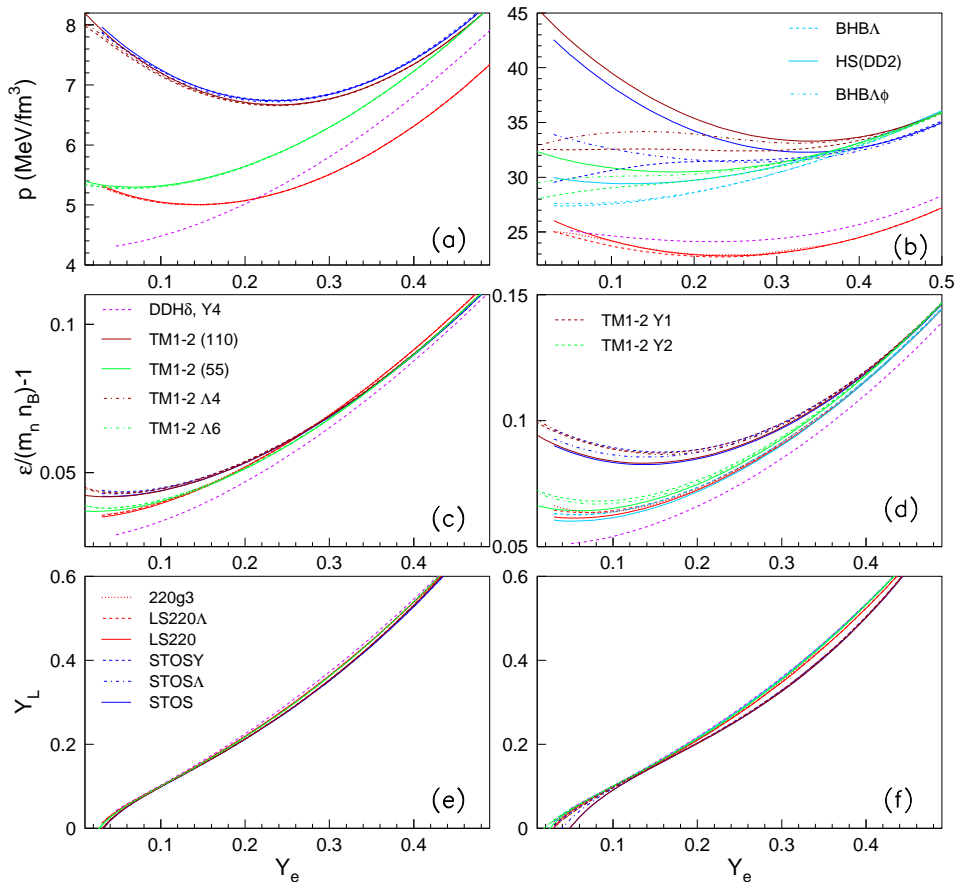 8
7
6
5
4
p (MeV/fm³)
0.1 0.2 0.3 0.4
(a)
45
40
35
30
25
BHBΛ
HS(DD2)
BHBΛϕ
0.1 0.2 0.3 0.4 0.5
(b)
0.1
0.05
ε/(mₙ n_B)-1
DDHδ, Y4
TM1-2 (110)
TM1-2 (55)
TM1-2 Λ4
TM1-2 Λ6
0.1 0.2 0.3 0.4
(c)
0.15
0.1
0.05
TM1-2 Y1
TM1-2 Y2
0.1 0.2 0.3 0.4
(d)
0.6
0.4
0.2
0
Y_L
220g3
LS220Λ
LS220
STOSY
STOSΛ
STOS
0.1 0.2 0.3 0.4
Y_e
(e)
0.6
0.4
0.2
0
0.1 0.2 0.3 0.4
Y_e
(f)